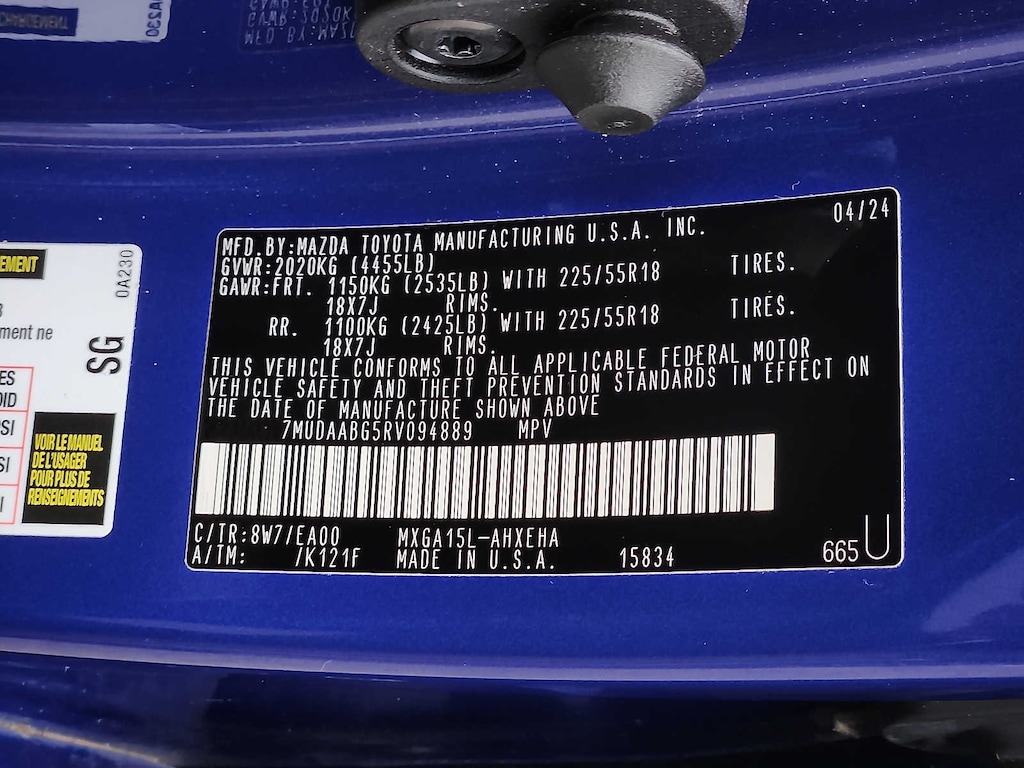 MFD.BY:MAZDA TOYOTA MANUFACTURING U.S.A. INC. 04/24
GVWR:2020KG (4455LB)
GAWR:FRT. 1150KG (2535LB) WITH 225/55R18 TIRES.
18X7J RIMS.
RR. 1100KG (2425LB) WITH 225/55R18 TIRES.
18X7J RIMS.
THIS VEHICLE CONFORMS TO ALL APPLICABLE FEDERAL MOTOR
VEHICLE SAFETY AND THEFT PREVENTION STANDARDS IN EFFECT ON
THE DATE OF MANUFACTURE SHOWN ABOVE
7MUDAABG5RV094889 MPV
C/TR:8W7/EA00 MXGA15L-AHXEHA
A/TM: /K121F MADE IN U.S.A. 15834 665 U
0A230
SG
ne
VOIR LE MANUEL
DE L'USAGER
POUR PLUS DE
RENSEIGNEMENTS